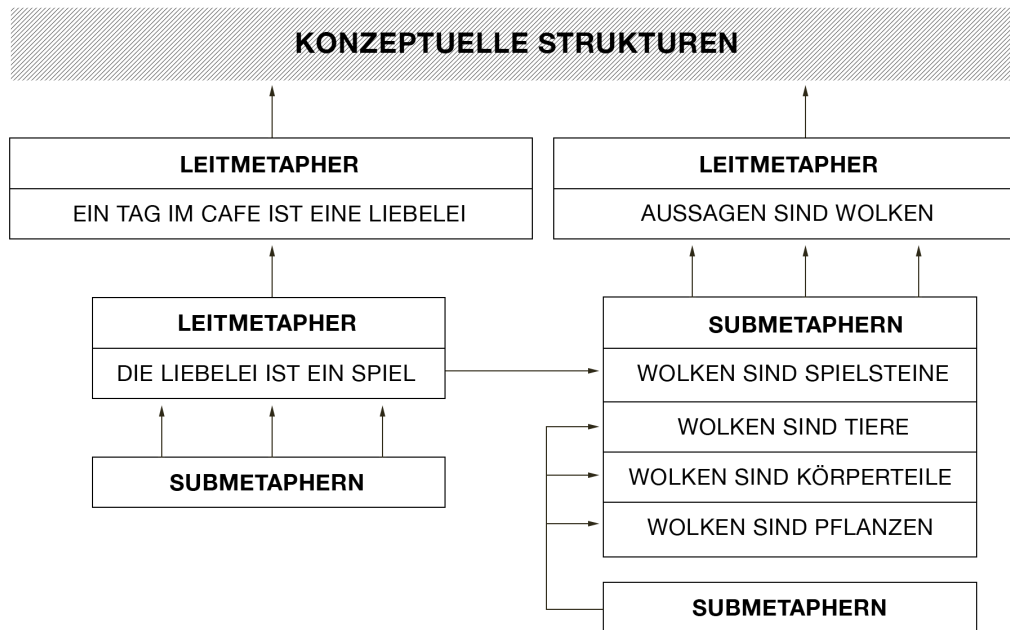 KONZEPTUELLE STRUKTUREN
LEITMETAPHER
EIN TAG IM CAFE IST EINE LIEBELEI
LEITMETAPHER
AUSSAGEN SIND WOLKEN
LEITMETAPHER
DIE LIEBELEI IST EIN SPIEL
SUBMETAPHERN
SUBMETAPHERN
WOLKEN SIND SPIELSTEINE
WOLKEN SIND TIERE
WOLKEN SIND KÖRPERTEILE
WOLKEN SIND PFLANZEN
SUBMETAPHERN